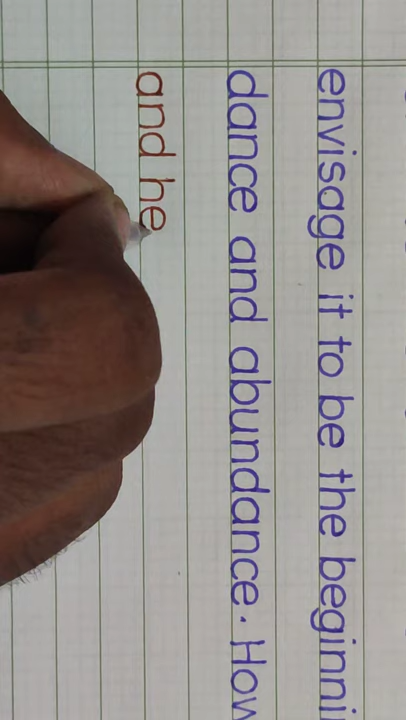 envisage it to be the beginni
dance and abundance. How
and he